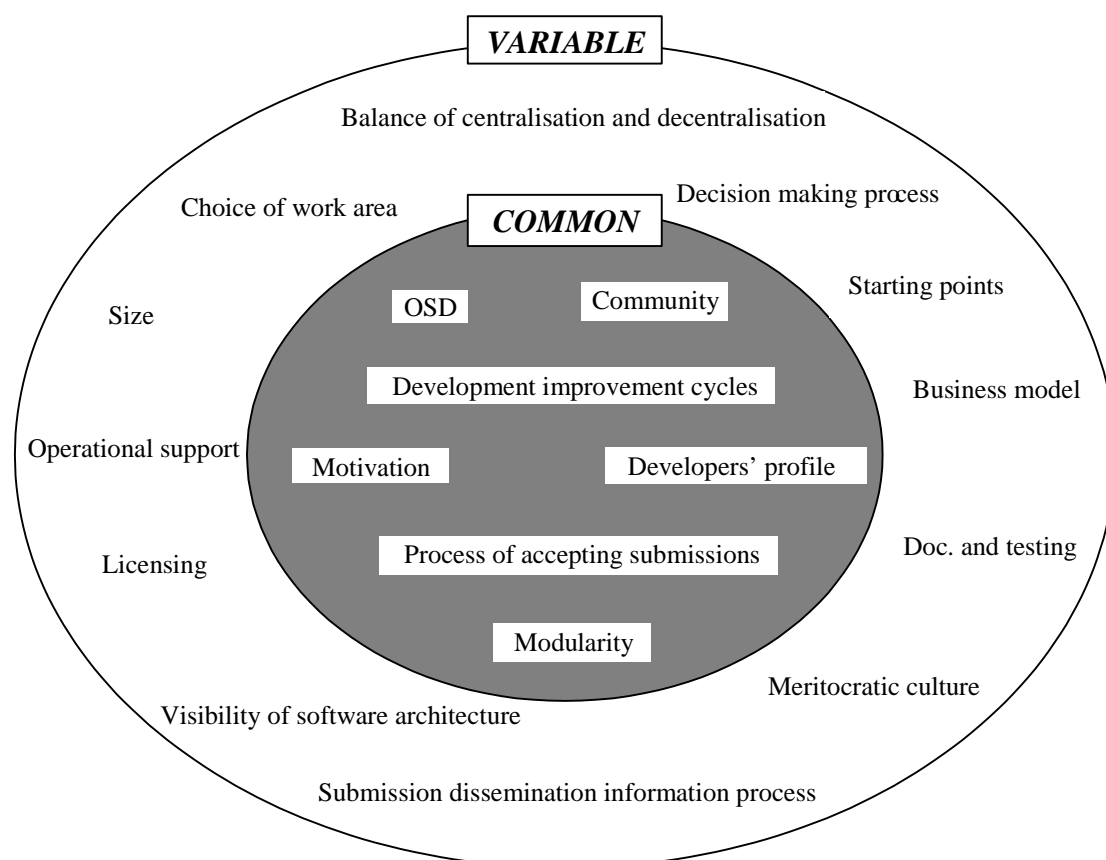 VARIABLE
Balance of centralisation and decentralisation
Decision making process
Choice of work area
COMMON
Starting points
OSD
Community
Size
Development improvement cycles
Business model
Operational support
Motivation
Developers’ profile
Doc. and testing
Process of accepting submissions
Licensing
Modularity
Meritocratic culture
Visibility of software architecture
Submission dissemination information process